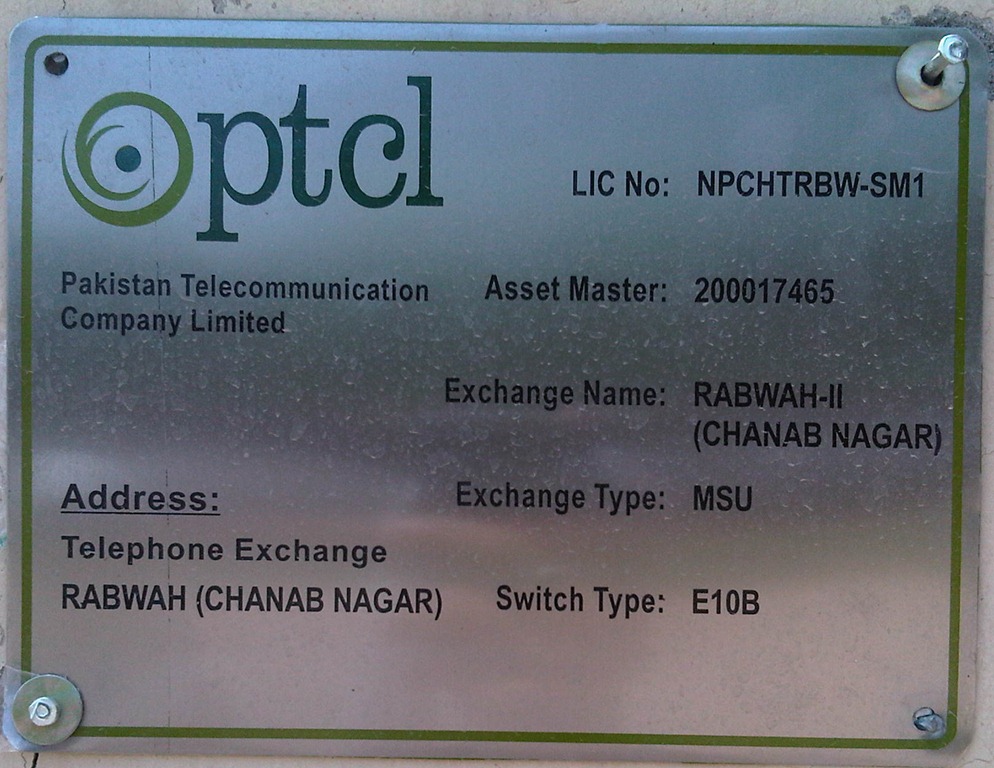 ptcl
LIC No: NPCHTRBW-SM1
Pakistan Telecommunication
Company Limited
Asset Master: 200017465
Exchange Name: RABWAH-II
(CHANAB NAGAR)
Address:
Telephone Exchange
RABWAH (CHANAB NAGAR)
Exchange Type: MSU
Switch Type: E10B